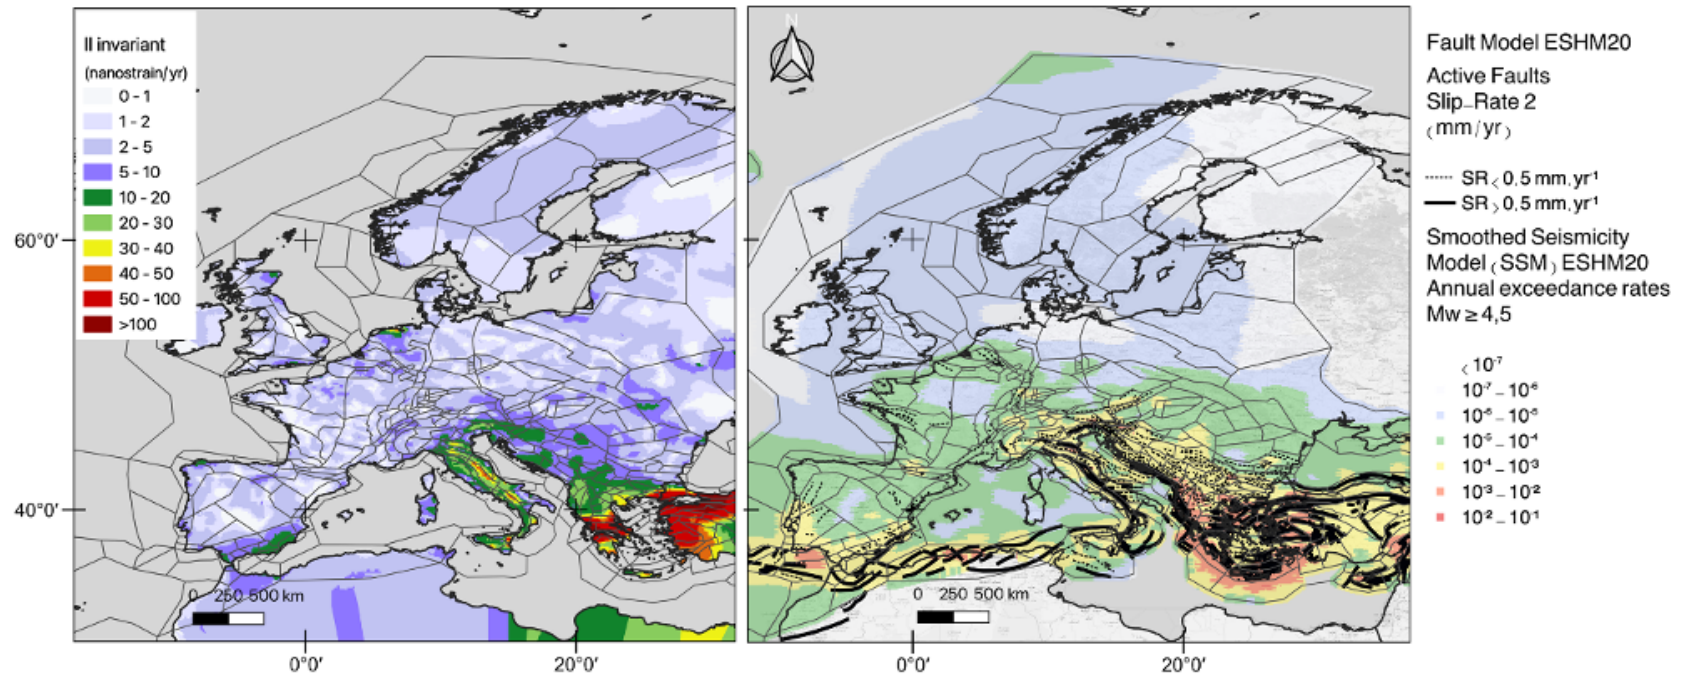 II invariant
(nanostrain/yr)
0 - 1
1 - 2
2 - 5
5 - 10
10 - 20
20 - 30
30 - 40
40 - 50
50 - 100
>100
60°0′
40°0′
0 250 500 km
0°0′
20°0′
N
0 250 500 km
0°0′
20°0′
Fault Model ESHM20
Active Faults
Slip_Rate 2
(mm/yr)
SR < 0,5 mm.yr⁻¹
SR > 0,5 mm.yr⁻¹
Smoothed Seismicity
Model (SSM) ESHM20
Annual exceedance rates
Mw ≥ 4,5
< 10⁻⁷
10⁻⁷ – 10⁻⁶
10⁻⁶ – 10⁻⁵
10⁻⁵ – 10⁻⁴
10⁻⁴ – 10⁻³
10⁻³ – 10⁻²
10⁻² – 10⁻¹